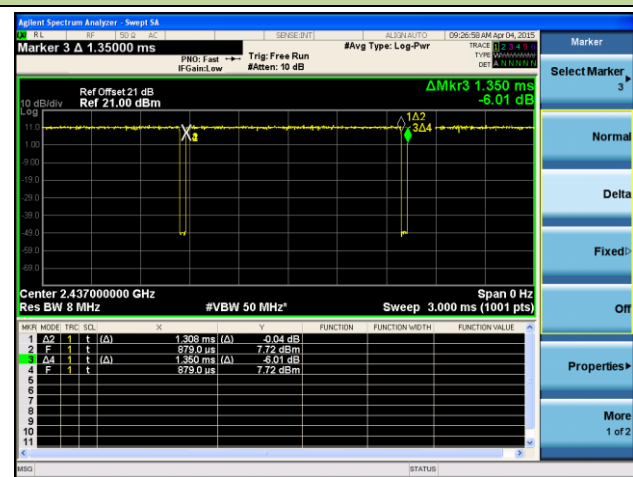 Agilent Spectrum Analyzer - Swept SA
RL RF 50 Ω AC SENSE:INT ALIGN AUTO 09:26:58 AM Apr 04, 2015
Marker 3 Δ 1.35000 ms
PNO: Fast
IFGain:Low
Trig: Free Run
#Atten: 10 dB
#Avg Type: Log-Pwr
TRACE 1 2 3 4 5 6
TYPE WWWWWW
DET A N N N N N
Ref Offset 21 dB
10 dB/div Ref 21.00 dBm
Log
ΔMkr3 1.350 ms
-6.01 dB
11.0
1.00
-9.00
-19.0
-29.0
-39.0
-49.0
-59.0
-69.0
1Δ2
3Δ4
Center 2.437000000 GHz Span 0 Hz
Res BW 8 MHz #VBW 50 MHz* Sweep 3.000 ms (1001 pts)
MKR MODE TRC SCL X Y FUNCTION FUNCTION WIDTH FUNCTION VALUE
1 Δ2 1 t (Δ) 1.308 ms (Δ) -0.04 dB
2 F 1 t 879.0 us 7.72 dBm
3 Δ4 1 t (Δ) 1.350 ms (Δ) -6.01 dB
4 F 1 t 879.0 us 7.72 dBm
5
6
7
8
9
10
11
MSG STATUS
Marker
Select Marker
3
Normal
Delta
Fixed
Off
Properties
More
1 of 2